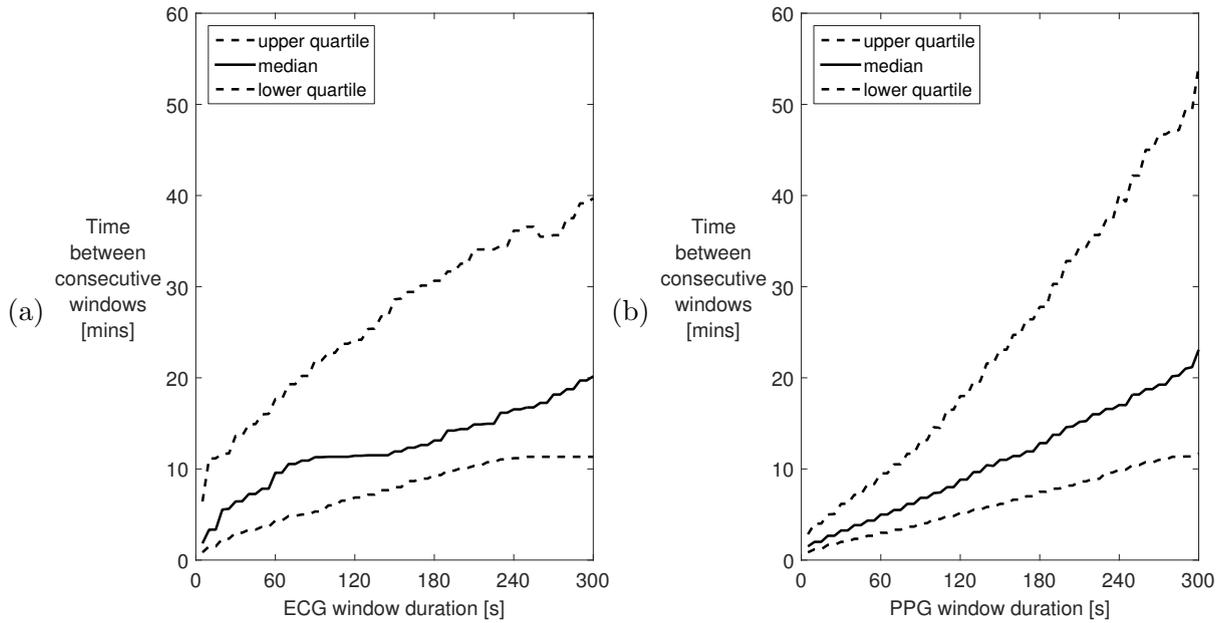 (a)
Time
between
consecutive
windows
[mins]
60
50
40
30
20
10
0
upper quartile
median
lower quartile
0 60 120 180 240 300
ECG window duration [s]
(b)
Time
between
consecutive
windows
[mins]
60
50
40
30
20
10
0
upper quartile
median
lower quartile
0 60 120 180 240 300
PPG window duration [s]